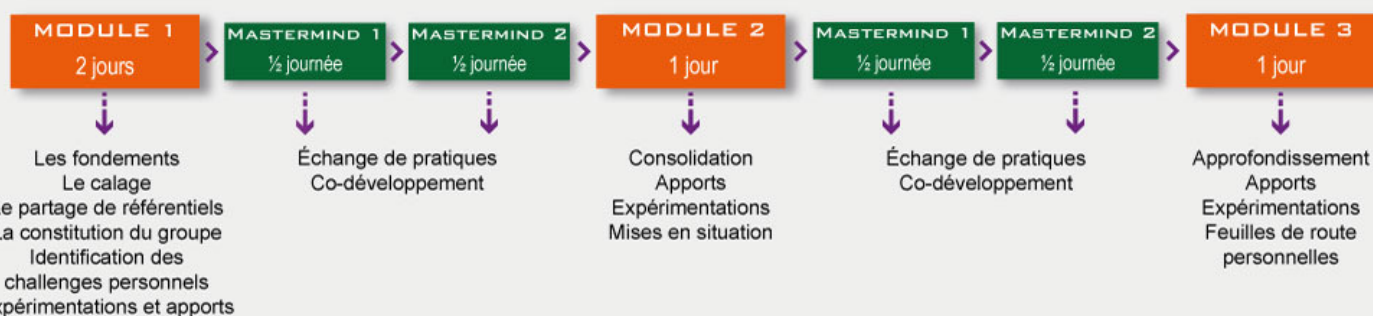 MODULE 1
2 jours
MASTERMIND 1
½ journée
MASTERMIND 2
½ journée
MODULE 2
1 jour
MASTERMIND 1
½ journée
MASTERMIND 2
½ journée
MODULE 3
1 jour
Les fondements
Le calage
e partage de référentiels
a constitution du groupe
Identification des
challenges personnels
xpérimentations et apports
Échange de pratiques
Co-développement
Consolidation
Apports
Expérimentations
Mises en situation
Échange de pratiques
Co-développement
Approfondissement
Apports
Expérimentations
Feuilles de route
personnelles